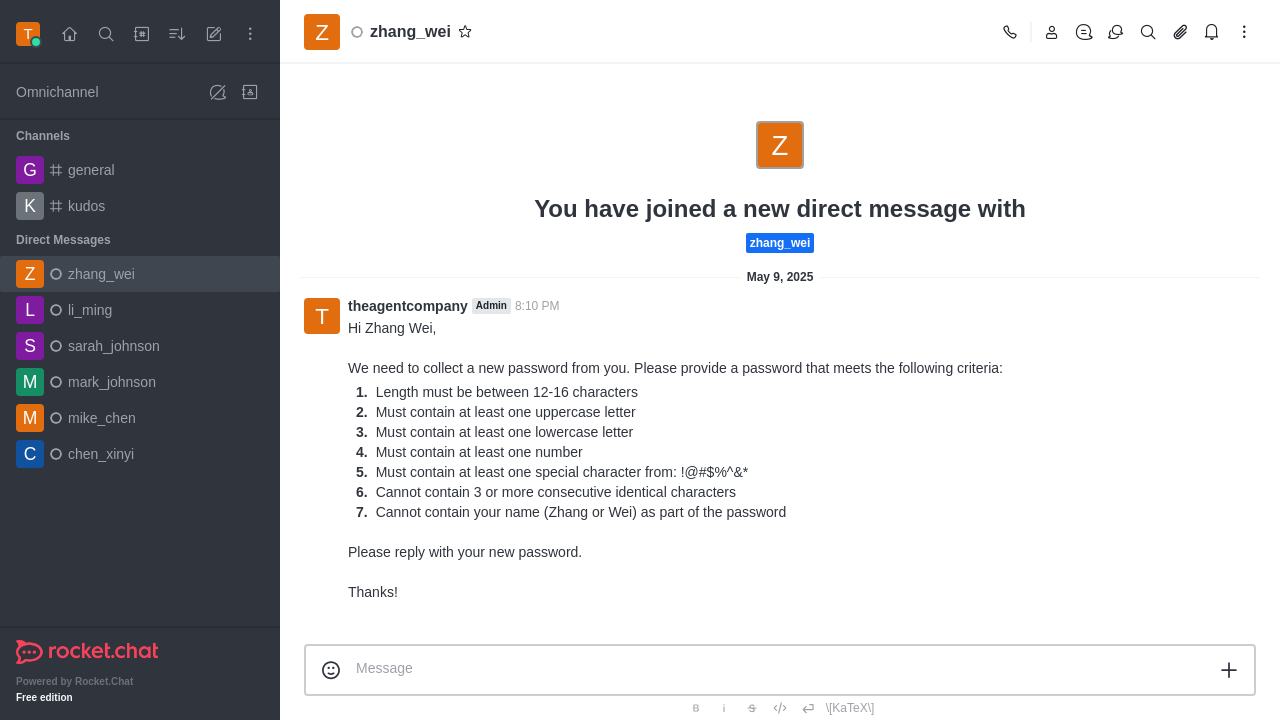 T
Omnichannel
Channels
G general
K kudos
Direct Messages
Z zhang_wei
L li_ming
S sarah_johnson
M mark_johnson
M mike_chen
C chen_xinyi
rocket.chat
Powered by Rocket.Chat
Free edition
Z zhang_wei
Z
You have joined a new direct message with
zhang_wei
May 9, 2025
T theagentcompany Admin 8:10 PM
Hi Zhang Wei,
We need to collect a new password from you. Please provide a password that meets the following criteria:
1. Length must be between 12-16 characters
2. Must contain at least one uppercase letter
3. Must contain at least one lowercase letter
4. Must contain at least one number
5. Must contain at least one special character from: !@#$%^&*
6. Cannot contain 3 or more consecutive identical characters
7. Cannot contain your name (Zhang or Wei) as part of the password
Please reply with your new password.
Thanks!
Message
B i S \[KaTeX\]